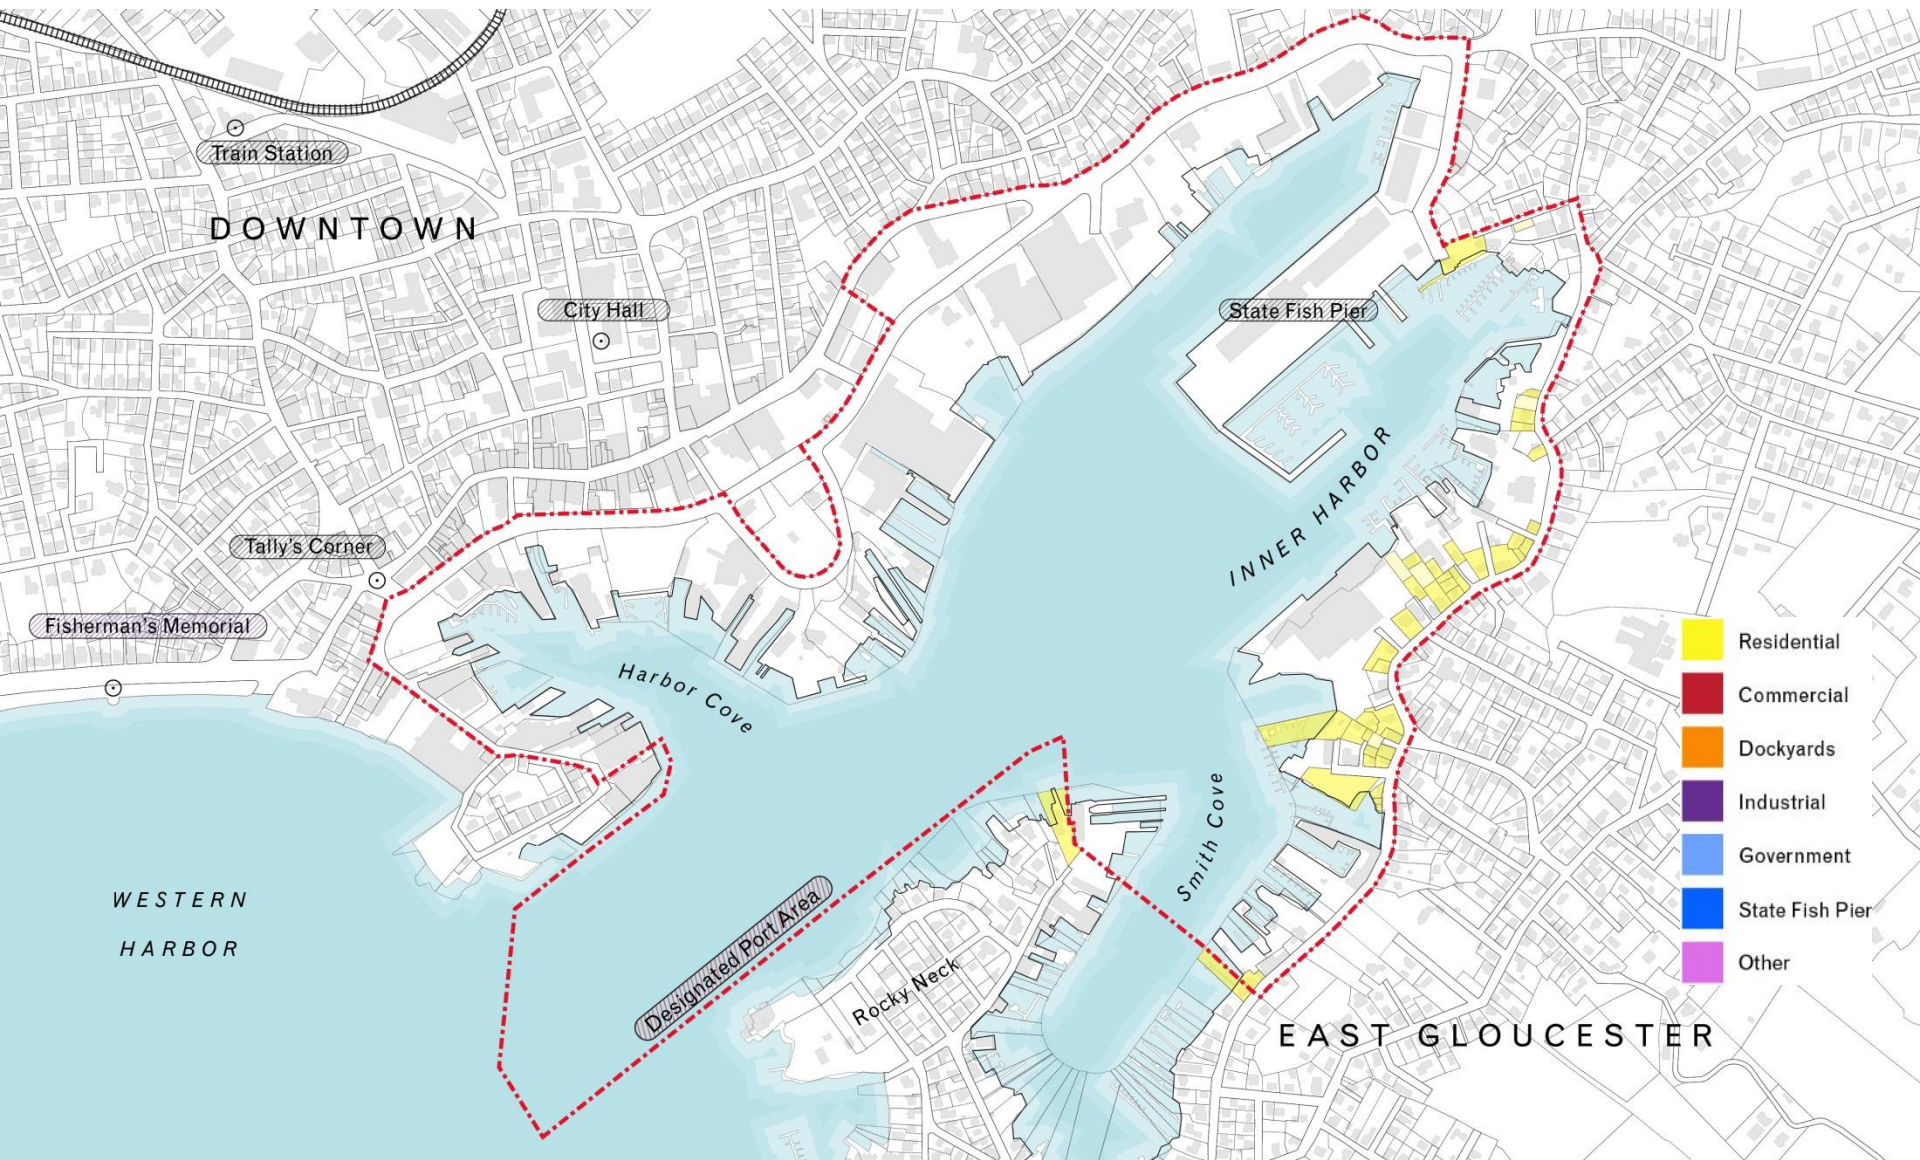 Train Station
DOWNTOWN
City Hall
State Fish Pier
INNER HARBOR
Tally's Corner
Fisherman's Memorial
Harbor Cove
Smith Cove
WESTERN
HARBOR
Designated Port Area
Rocky Neck
EAST GLOUCESTER
Residential
Commercial
Dockyards
Industrial
Government
State Fish Pier
Other